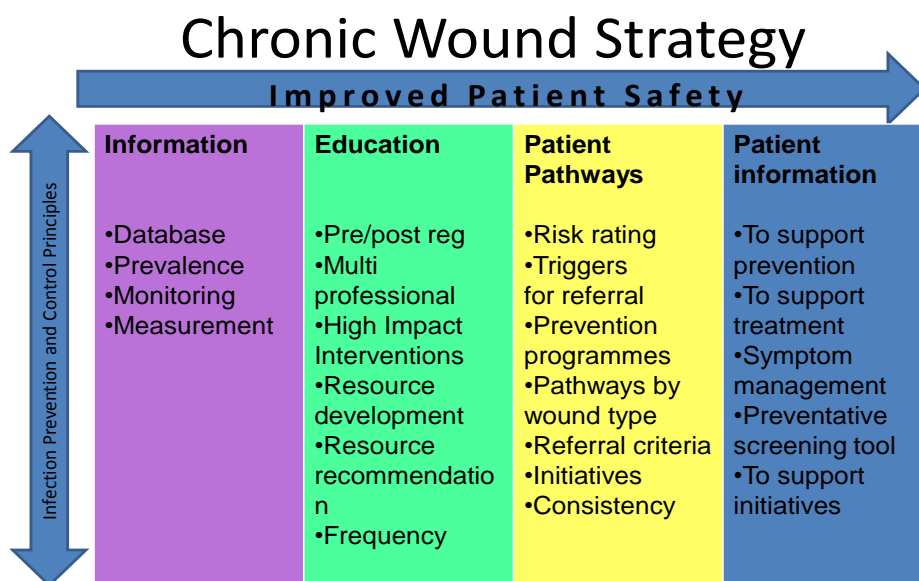 Chronic Wound Strategy
Improved Patient Safety
Infection Prevention and Control Principles
Information
•Database
•Prevalence
•Monitoring
•Measurement
Education
•Pre/post reg
•Multi
professional
•High Impact
Interventions
•Resource
development
•Resource
recommendatio
n
•Frequency
Patient
Pathways
•Risk rating
•Triggers
for referral
•Prevention
programmes
•Pathways by
wound type
•Referral criteria
•Initiatives
•Consistency
Patient
information
•To support
prevention
•To support
treatment
•Symptom
management
•Preventative
screening tool
•To support
initiatives